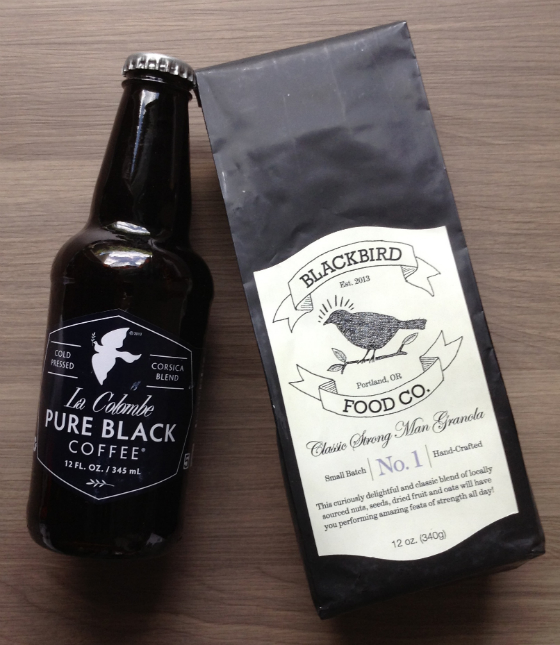 ©2013
COLD
PRESSED
CORSICA
BLEND
La Colombe
PURE BLACK
COFFEE®
12 FL. OZ. / 345 mL
BLACKBIRD
Est. 2013
Portland, OR
FOOD CO.
Classic Strong Man Granola
Small Batch No. 1 Hand-Crafted
This curiously delightful and classic blend of locally
sourced nuts, seeds, dried fruit and oats will have
you performing amazing feats of strength all day!
12 oz. (340g)